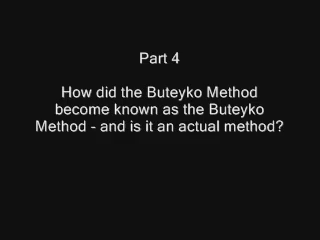 Part 4
How did the Buteyko Method
become known as the Buteyko
Method - and is it an actual method?